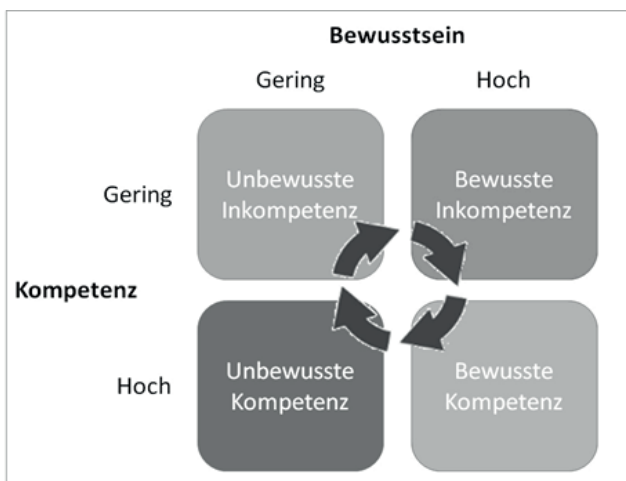 Bewusstsein
Gering
Hoch
Gering
Unbewusste
Inkompetenz
Bewusste
Inkompetenz
Kompetenz
Hoch
Unbewusste
Kompetenz
Bewusste
Kompetenz